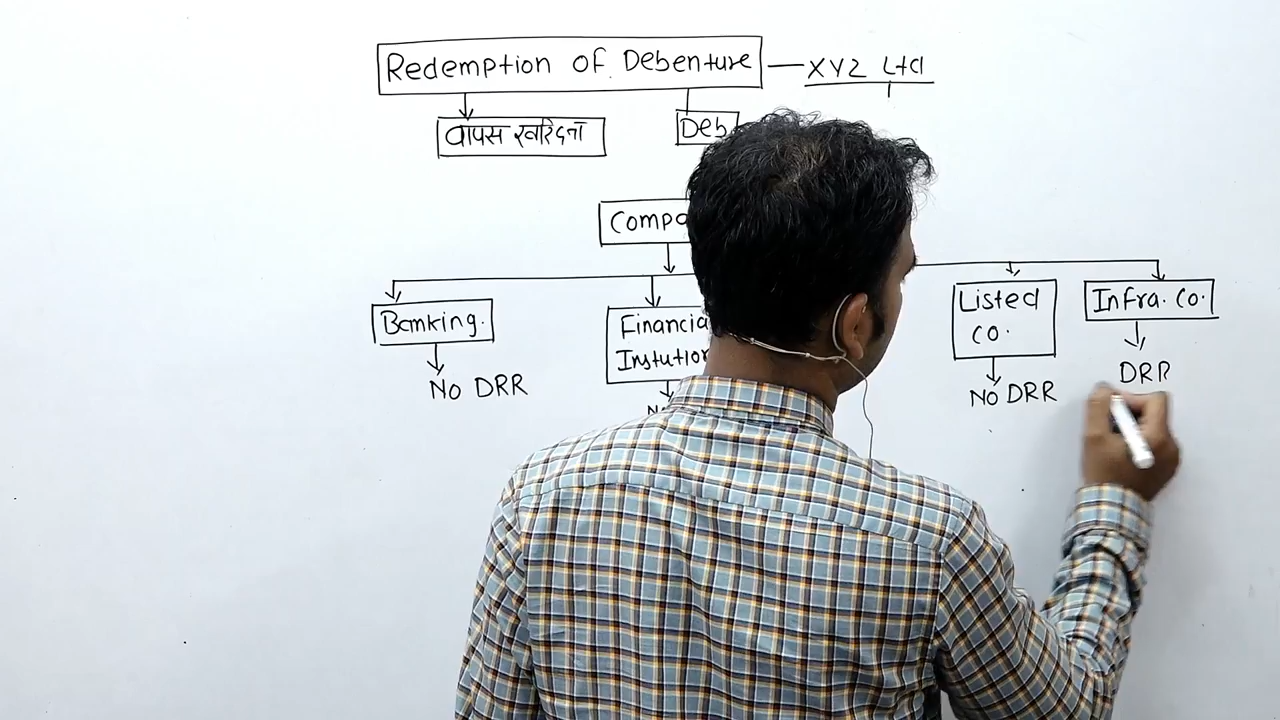 Redemption of Debenture — XYZ Ltd
वापस खरिदना
Deb
Compa
Banking.
Financia
Instution
Listed
co.
Infra. Co.
No DRR
No
No DRR
DRR